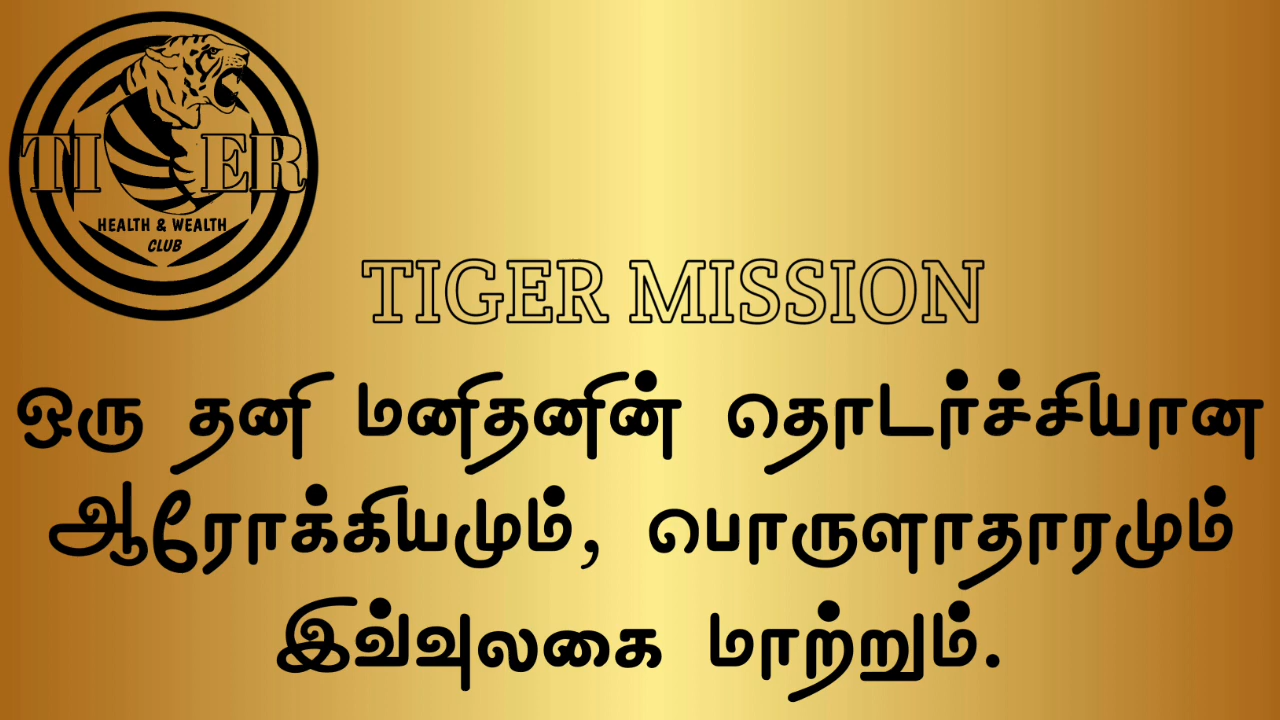 TIGER
HEALTH & WEALTH
CLUB
TIGER MISSION
ஒரு தனி மனிதனின் தொடர்ச்சியான
ஆரோக்கியமும், பொருளாதாரமும்
இவ்வுலகை மாற்றும்.